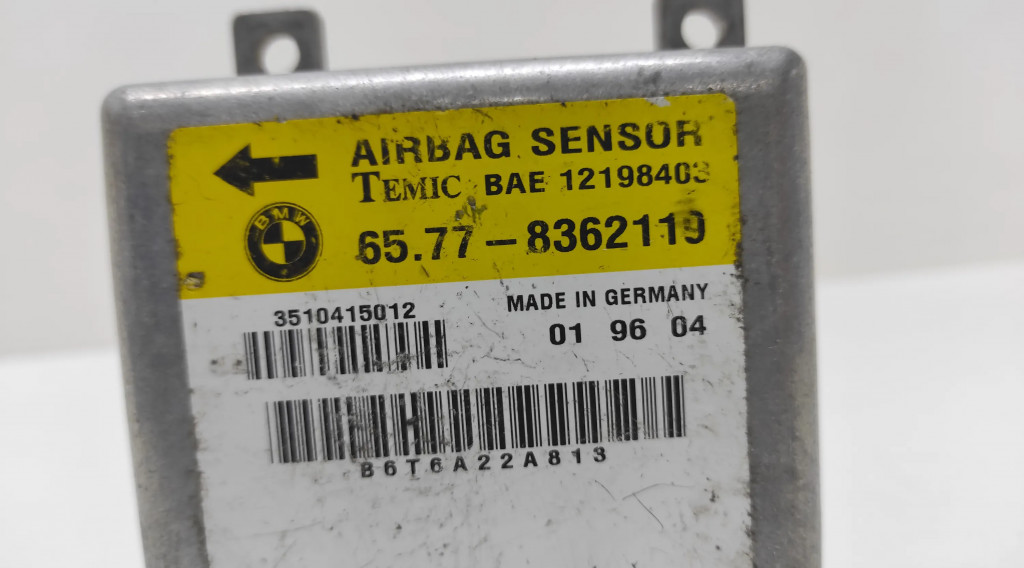 AIRBAG SENSOR
TEMIC BAE 12198403
BMW
65.77-8362119
3510415012
MADE IN GERMANY
01 96 04
B6T6A22A813